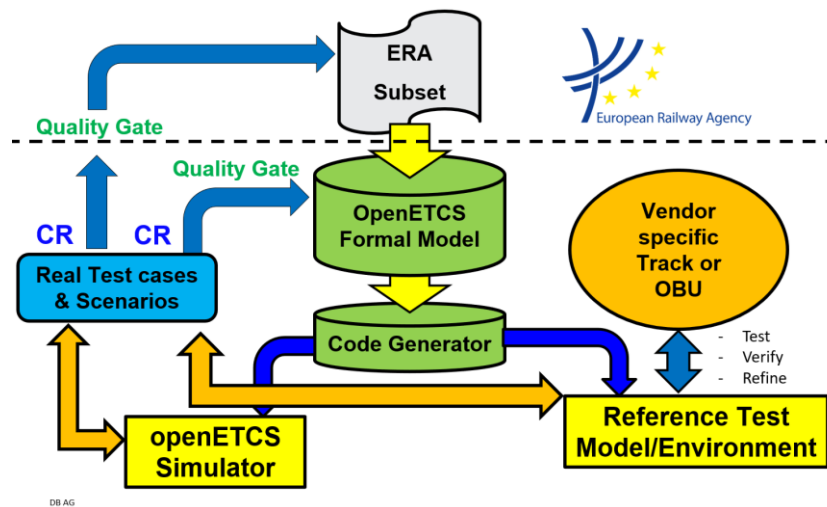 ERA
Subset
European Railway Agency
Quality Gate
Quality Gate
CR
CR
OpenETCS
Formal Model
Vendor
specific
Track or
OBU
Real Test cases
& Scenarios
Code Generator
- Test
- Verify
- Refine
openETCS
Simulator
Reference Test
Model/Environment
DB AG